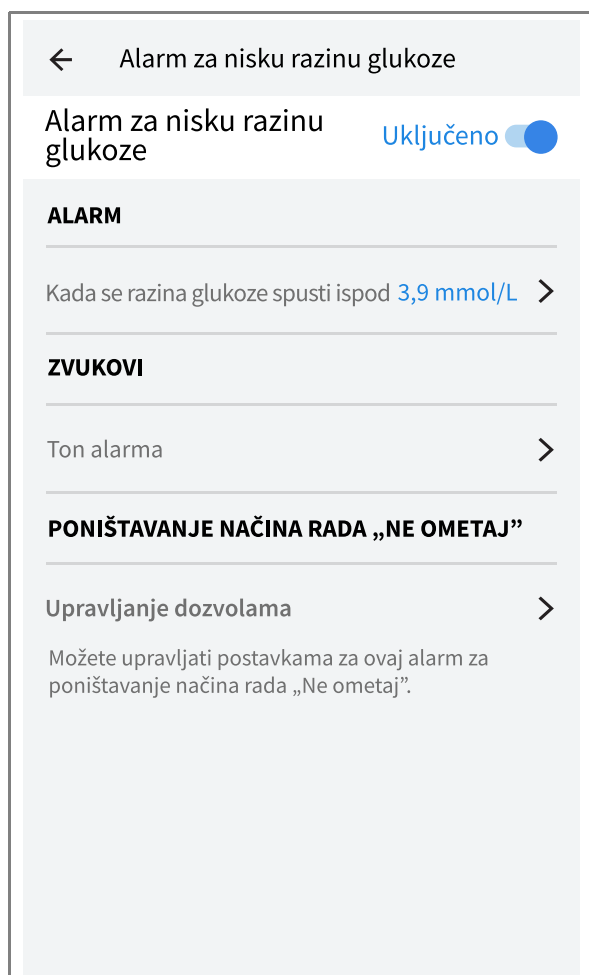 Alarm za nisku razinu glukoze
Alarm za nisku razinu
glukoze
Uključeno
ALARM
Kada se razina glukoze spusti ispod 3,9 mmol/L
ZVUKOVI
Ton alarma
PONIŠTAVANJE NAČINA RADA „NE OMETAJ”
Upravljanje dozvolama
Možete upravljati postavkama za ovaj alarm za
poništavanje načina rada „Ne ometaj”.